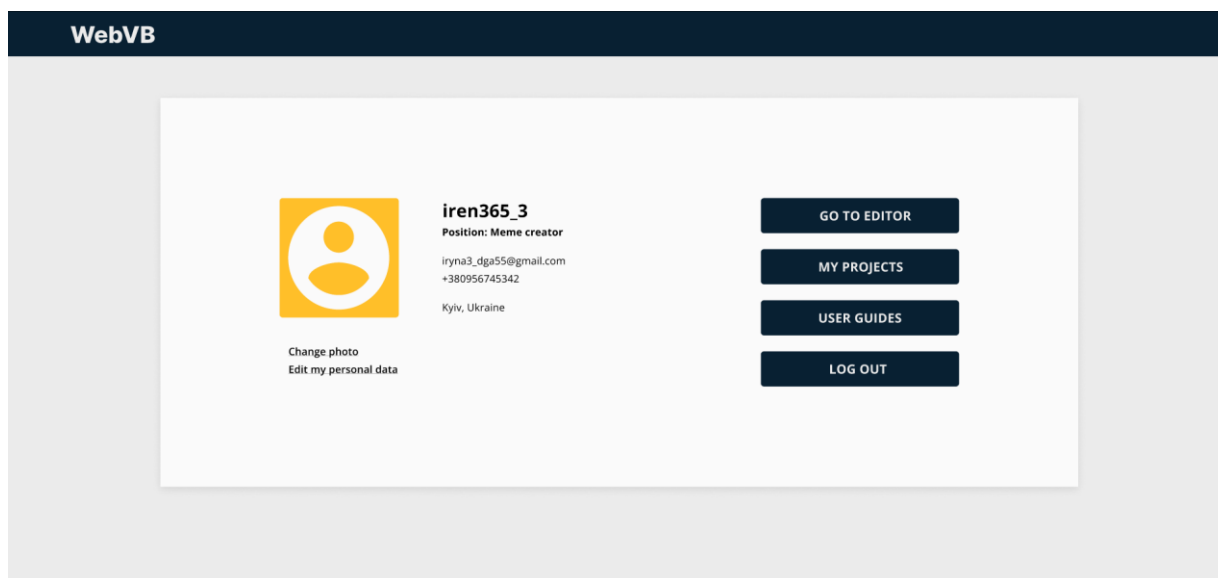 WebVB
iren365_3
Position: Meme creator
iryna3_dga55@gmail.com
+380956745342
Kyiv, Ukraine
Change photo
Edit my personal data
GO TO EDITOR
MY PROJECTS
USER GUIDES
LOG OUT